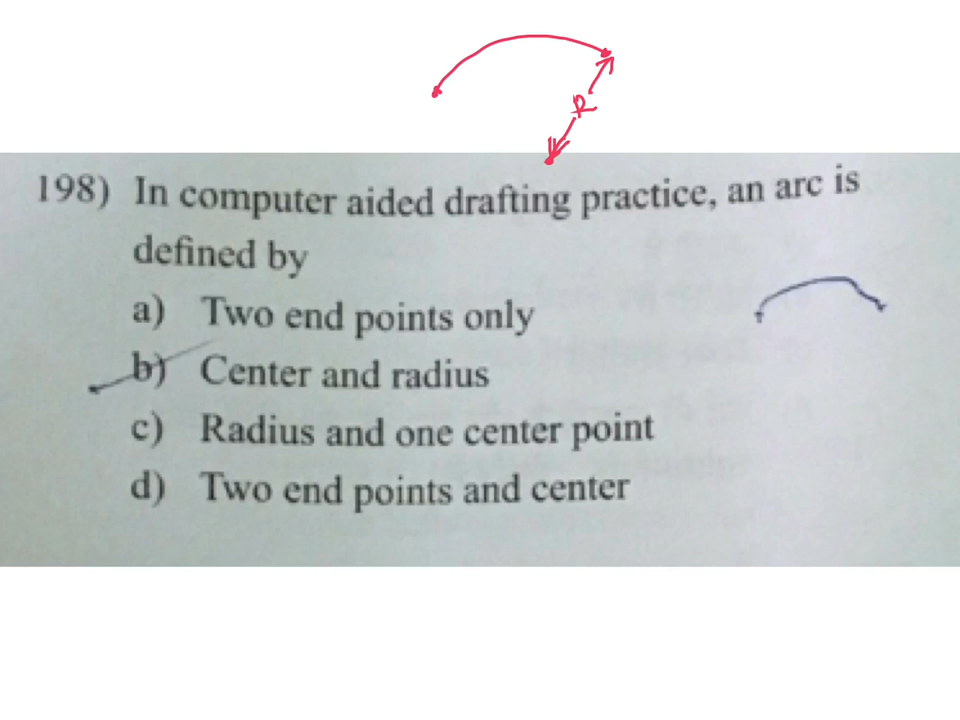 R
198) In computer aided drafting practice, an arc is
defined by
a) Two end points only
b) Center and radius
c) Radius and one center point
d) Two end points and center